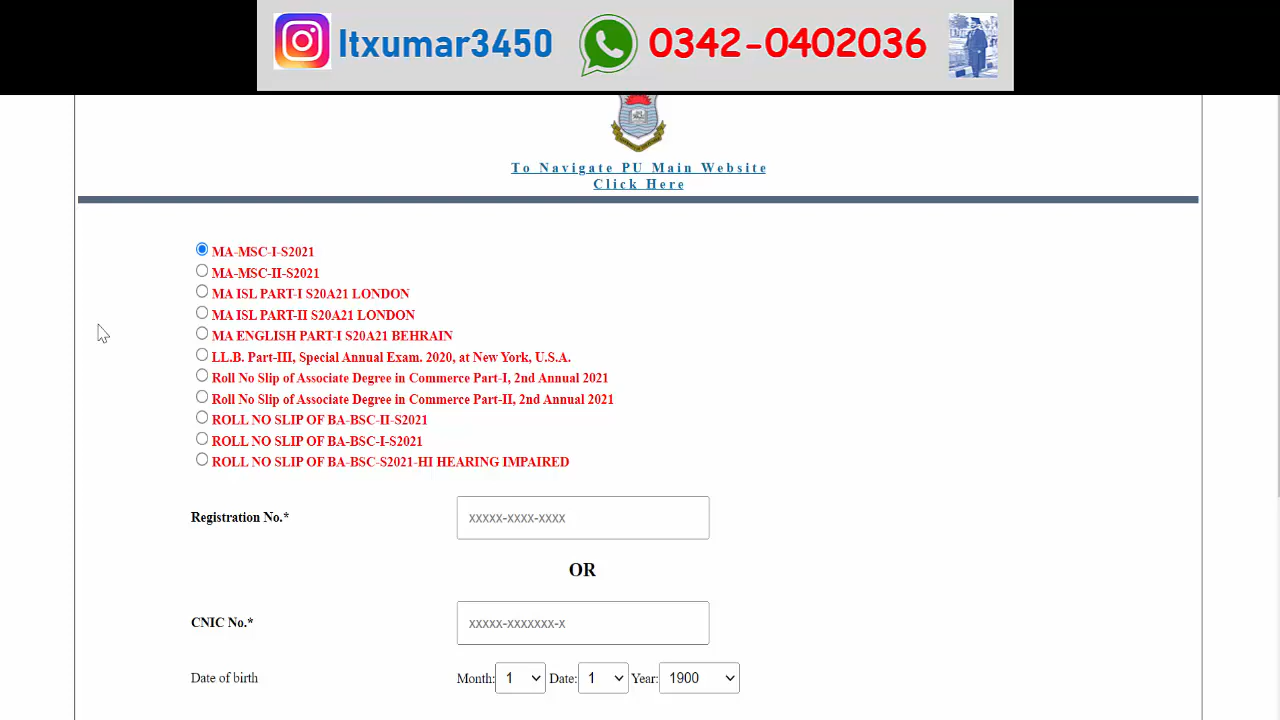 Itxumar3450 0342-0402036
To Navigate PU Main Website
Click Here
MA-MSC-I-S2021
MA-MSC-II-S2021
MA ISL PART-I S20A21 LONDON
MA ISL PART-II S20A21 LONDON
MA ENGLISH PART-I S20A21 BEHRAIN
LL.B. Part-III, Special Annual Exam. 2020, at New York, U.S.A.
Roll No Slip of Associate Degree in Commerce Part-I, 2nd Annual 2021
Roll No Slip of Associate Degree in Commerce Part-II, 2nd Annual 2021
ROLL NO SLIP OF BA-BSC-II-S2021
ROLL NO SLIP OF BA-BSC-I-S2021
ROLL NO SLIP OF BA-BSC-S2021-HI HEARING IMPAIRED
Registration No.* xxxxx-xxxx-xxxx
OR
CNIC No.* xxxxx-xxxxxxx-x
Date of birth Month: 1 Date: 1 Year: 1900